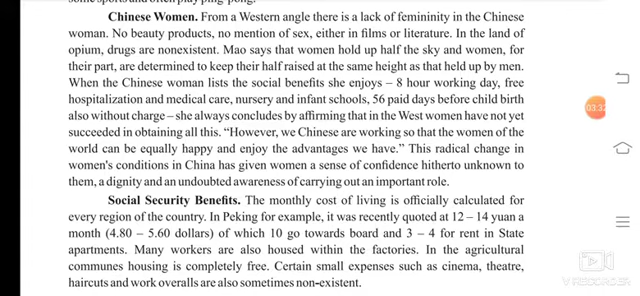 some sports and often play ping-pong.
Chinese Women. From a Western angle there is a lack of femininity in the Chinese
woman. No beauty products, no mention of sex, either in films or literature. In the land of
opium, drugs are nonexistent. Mao says that women hold up half the sky and women, for
their part, are determined to keep their half raised at the same height as that held up by men.
When the Chinese woman lists the social benefits she enjoys – 8 hour working day, free
hospitalization and medical care, nursery and infant schools, 56 paid days before child birth
also without charge – she always concludes by affirming that in the West women have not yet
succeeded in obtaining all this. “However, we Chinese are working so that the women of the
world can be equally happy and enjoy the advantages we have.” This radical change in
women's conditions in China has given women a sense of confidence hitherto unknown to
them, a dignity and an undoubted awareness of carrying out an important role.
Social Security Benefits. The monthly cost of living is officially calculated for
every region of the country. In Peking for example, it was recently quoted at 12 – 14 yuan a
month (4.80 – 5.60 dollars) of which 10 go towards board and 3 – 4 for rent in State
apartments. Many workers are also housed within the factories. In the agricultural
communes housing is completely free. Certain small expenses such as cinema, theatre,
haircuts and work overalls are also sometimes non-existent.
03:32
V RECORDER